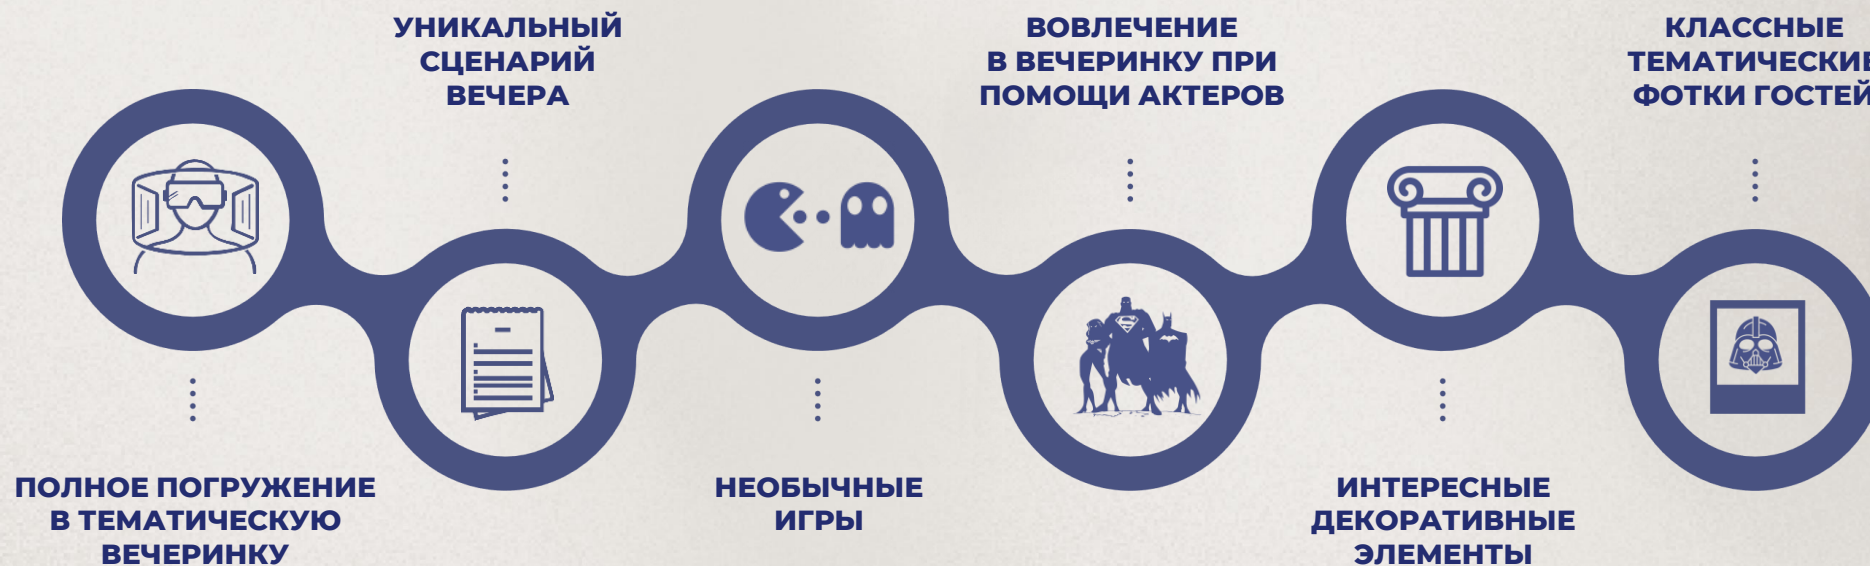 ПОЛНОЕ ПОГРУЖЕНИЕ
В ТЕМАТИЧЕСКУЮ
ВЕЧЕРИНКУ
УНИКАЛЬНЫЙ
СЦЕНАРИЙ
ВЕЧЕРА
НЕОБЫЧНЫЕ
ИГРЫ
ВОВЛЕЧЕНИЕ
В ВЕЧЕРИНКУ ПРИ
ПОМОЩИ АКТЕРОВ
ИНТЕРЕСНЫЕ
ДЕКОРАТИВНЫЕ
ЭЛЕМЕНТЫ
КЛАССНЫЕ
ТЕМАТИЧЕСКИЕ
ФОТКИ ГОСТЕЙ